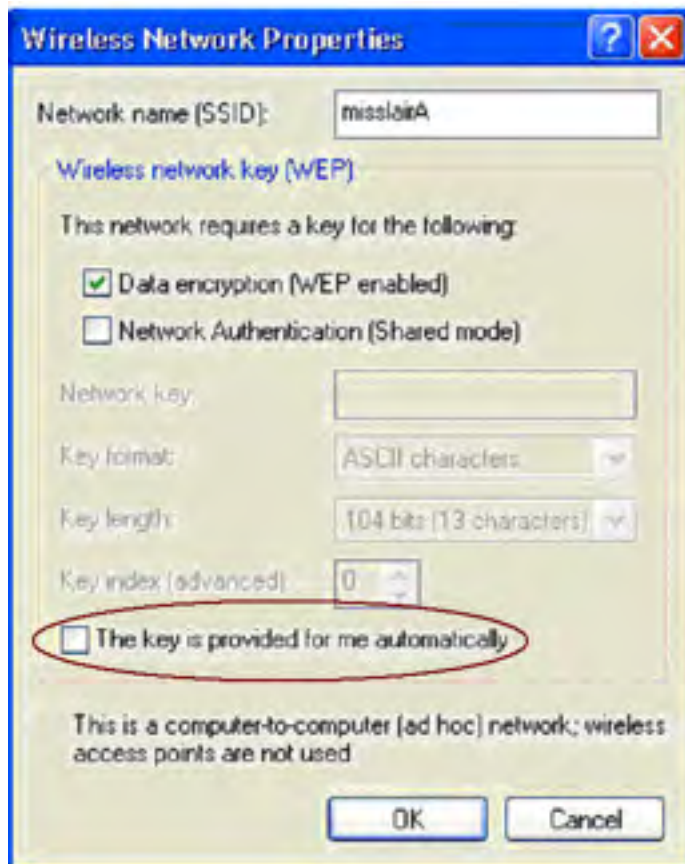 Wireless Network Properties
Network name (SSID):
misslairA
Wireless network key (WEP)
This network requires a key for the following:
Data encryption (WEP enabled)
Network Authentication (Shared mode)
Network key:
Key format:
ASCII characters
Key length:
104 bits (13 characters)
Key index (advanced):
0
The key is provided for me automatically
This is a computer-to-computer (ad hoc) network; wireless
access points are not used
OK
Cancel